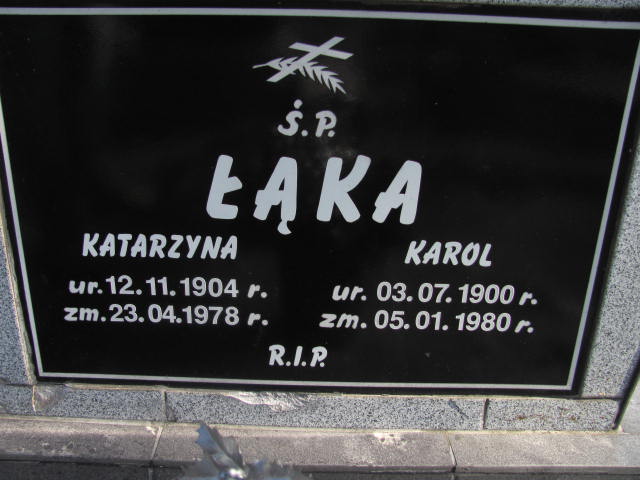 Ś.P.
ŁĄKA
KATARZYNA
ur. 12.11.1904 r.
zm. 23.04.1978 r.
KAROL
ur. 03.07.1900 r.
zm. 05.01.1980 r.
R.I.P.